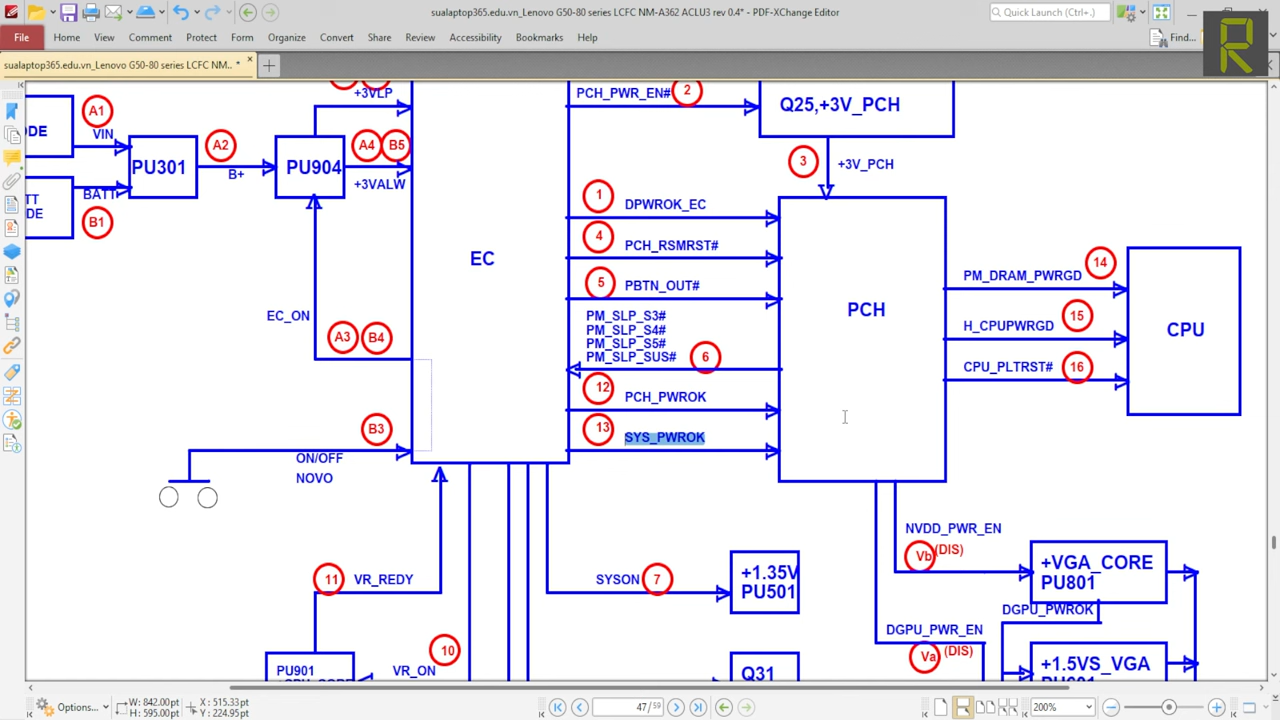 sualaptop365.edu.vn_Lenovo G50-80 series LCFC NM-A362 ACLU3 rev 0.4* - PDF-XChange Editor
Quick Launch (Ctrl+.)
File Home View Comment Protect Form Organize Convert Share Review Accessibility Bookmarks Help
Find...
R
sualaptop365.edu.vn_Lenovo G50-80 series LCFC NM... *
+3VLP
PCH_PWR_EN# 2
Q25,+3V_PCH
ODE
A1
VIN
PU301
A2
B+
PU904
A4 B5
+3VALW
3
+3V_PCH
TT
DE
BATT
B1
1
DPWROK_EC
4
PCH_RSMRST#
5
PBTN_OUT#
PM_SLP_S3#
PM_SLP_S4#
PM_SLP_S5#
PM_SLP_SUS# 6
12
PCH_PWROK
13
SYS_PWROK
EC
PCH
PM_DRAM_PWRGD 14
H_CPUPWRGD 15
CPU_PLTRST# 16
CPU
EC_ON
A3 B4
B3
ON/OFF
NOVO
11 VR_REDY
SYSON 7
+1.35V
PU501
NVDD_PWR_EN
Vb (DIS)
+VGA_CORE
PU801
DGPU_PWROK
DGPU_PWR_EN
Va (DIS)
+1.5VS_VGA
10
PU901
VR_ON
Q31
Options...
W: 842.00pt
H: 595.00pt
X: 515.33pt
Y: 224.95pt
47 / 59
200%